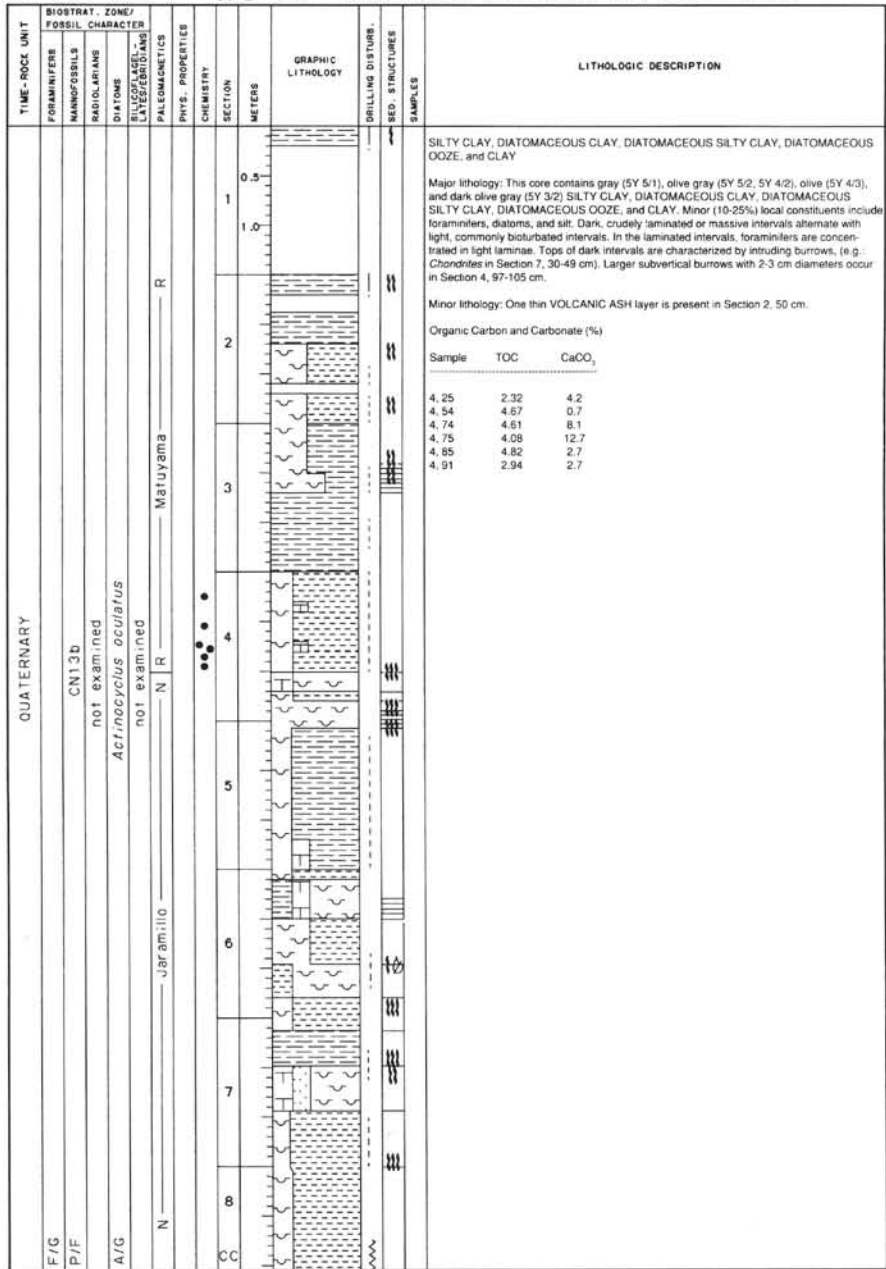 TIME-ROCK UNIT
BIOSTRAT. ZONE/
FOSSIL CHARACTER
FORAMINIFERS
NANNOFOSSILS
RADIOLARIANS
DIATOMS
SILICOFLAGEL-
LATES/EBRIDIANS
PALEOMAGNETICS
PHYS. PROPERTIES
CHEMISTRY
SECTION
METERS
GRAPHIC
LITHOLOGY
DRILLING DISTURB.
SED. STRUCTURES
SAMPLES
LITHOLOGIC DESCRIPTION
SILTY CLAY, DIATOMACEOUS CLAY, DIATOMACEOUS SILTY CLAY, DIATOMACEOUS
OOZE, and CLAY
Major lithology: This core contains gray (5Y 5/1), olive gray (5Y 5/2, 5Y 4/2), olive (5Y 4/3),
and dark olive gray (5Y 3/2) SILTY CLAY, DIATOMACEOUS CLAY, DIATOMACEOUS
SILTY CLAY, DIATOMACEOUS OOZE, and CLAY. Minor (10-25%) local constituents include
foraminifers, diatoms, and silt. Dark, crudely laminated or massive intervals alternate with
light, commonly bioturbated intervals. In the laminated intervals, foraminifers are concen-
trated in light laminae. Tops of dark intervals are characterized by intruding burrows, (e.g.
Chondrites in Section 7, 30-49 cm). Larger subvertical burrows with 2-3 cm diameters occur
in Section 4, 97-105 cm.
Minor lithology: One thin VOLCANIC ASH layer is present in Section 2, 50 cm.
Organic Carbon and Carbonate (%)
Sample TOC CaCO₃
4, 25 2.32 4.2
4, 54 4.67 0.7
4, 74 4.61 8.1
4, 75 4.08 12.7
4, 85 4.82 2.7
4, 91 2.94 2.7
QUATERNARY
F/G
P/F
CN13b
not examined
A/G
Actinocyclus oculatus
not examined
R
Matuyama
R
N
Jaramillo
N
0.5
1
1.0
2
3
4
5
6
7
8
CC